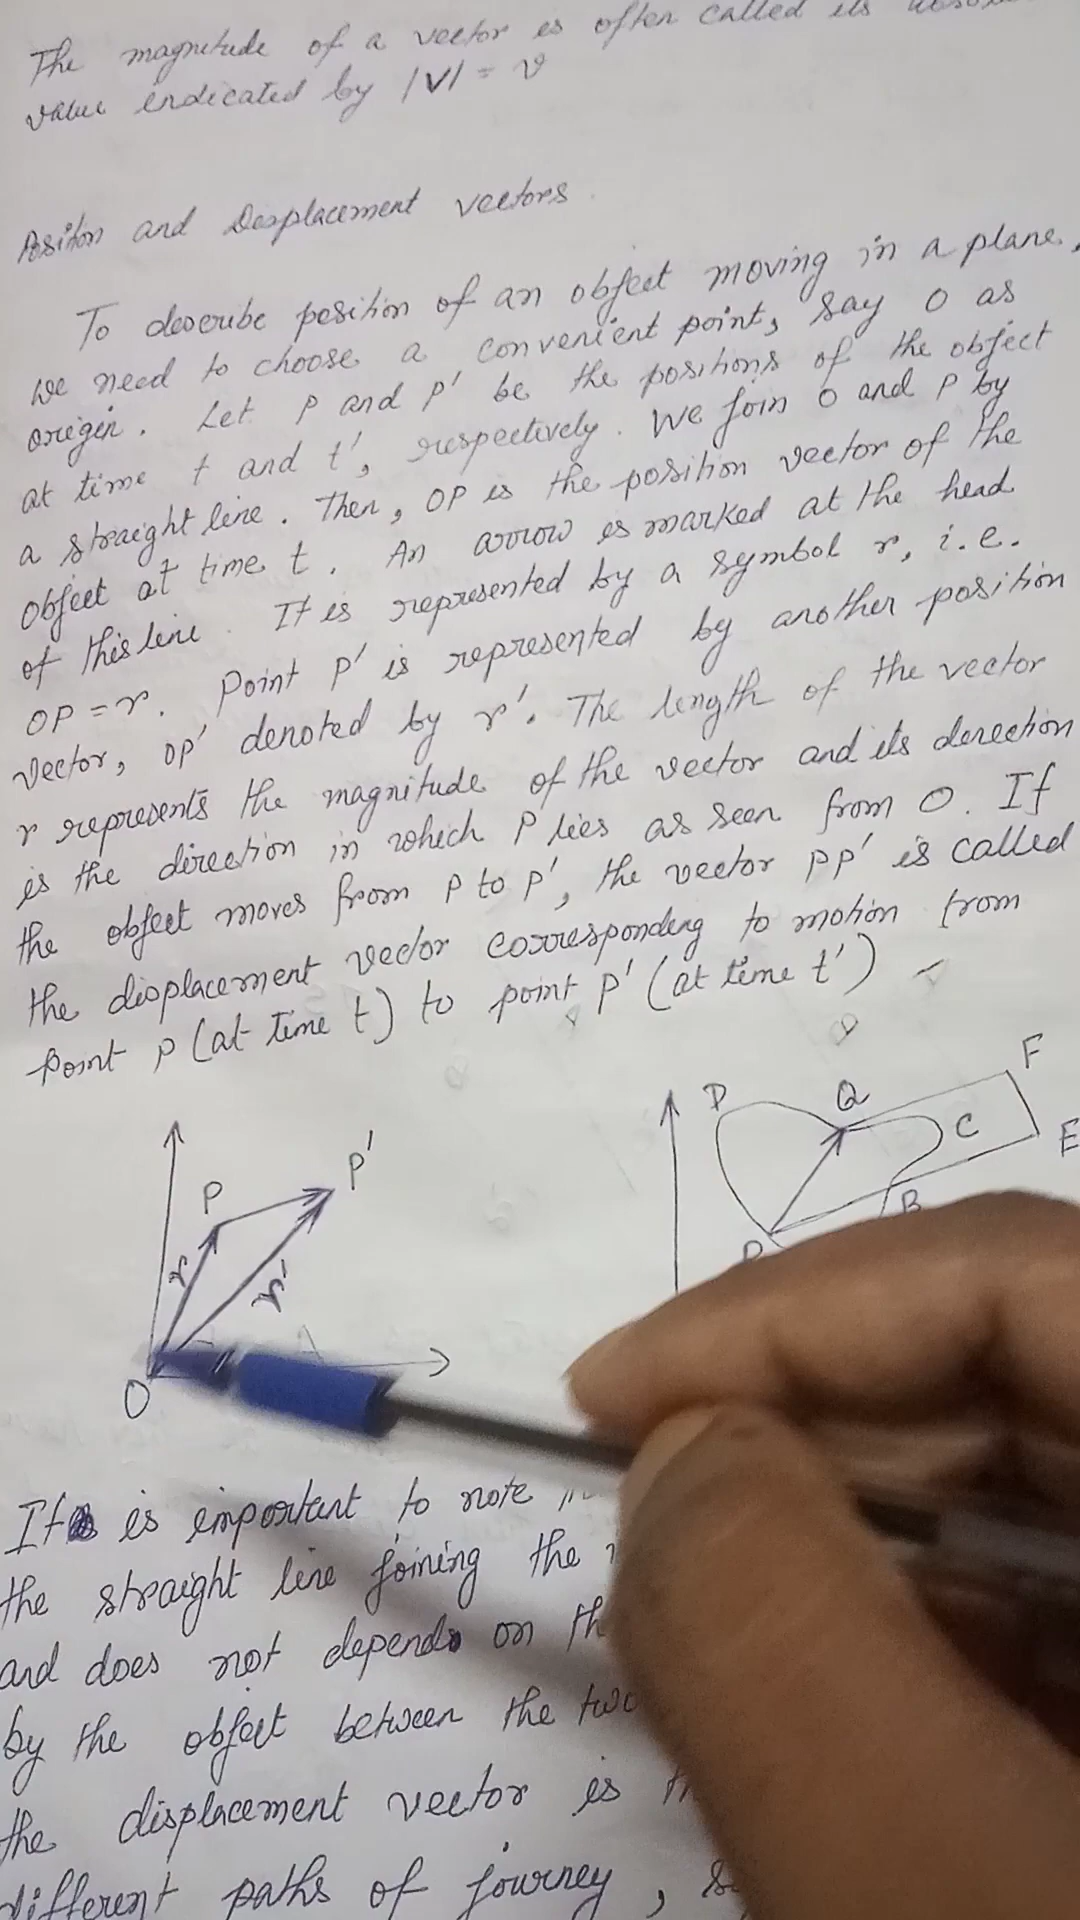 The magnitude of a vector is often called its
value indicated by |V| = v
Position and Displacement vectors.
To describe position of an object moving in a plane,
we need to choose a convenient point, say O as
origin. Let P and P' be the positions of the object
at time t and t', respectively. We join O and P by
a straight line. Then, OP is the position vector of the
object at time t. An arrow is marked at the head
of this line. It is represented by a symbol r, i.e.
OP = r. Point P' is represented by another position
vector, OP' denoted by r'. The length of the vector
r represents the magnitude of the vector and its direction
is the direction in which P lies as seen from O. If
the object moves from P to P', the vector PP' is called
the displacement vector corresponding to motion from
point P (at time t) to point P' (at time t')
P P' r r' O
D Q F C E B P
It is important to note
the straight line joining the
and does not depend on
by the object between the two
the displacement vector is
different paths of journey,